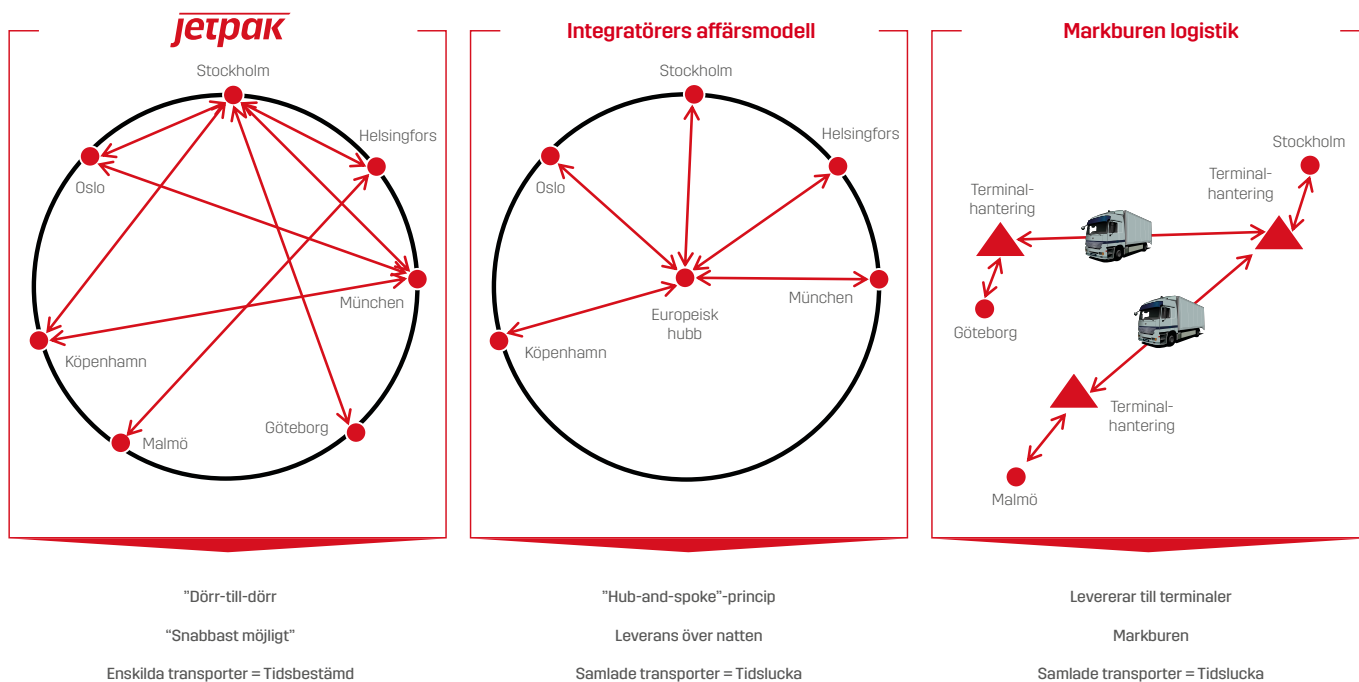 jetpak
Stockholm
Helsingfors
Oslo
München
Köpenhamn
Göteborg
Malmö
"Dörr-till-dörr
"Snabbast möjligt"
Enskilda transporter = Tidsbestämd
Integratörers affärsmodell
Stockholm
Helsingfors
Oslo
München
Europeisk
hubb
Köpenhamn
"Hub-and-spoke"-princip
Leverans över natten
Samlade transporter = Tidslucka
Markburen logistik
Stockholm
Terminal-
hantering
Terminal-
hantering
Göteborg
Terminal-
hantering
Malmö
Levererar till terminaler
Markburen
Samlade transporter = Tidslucka